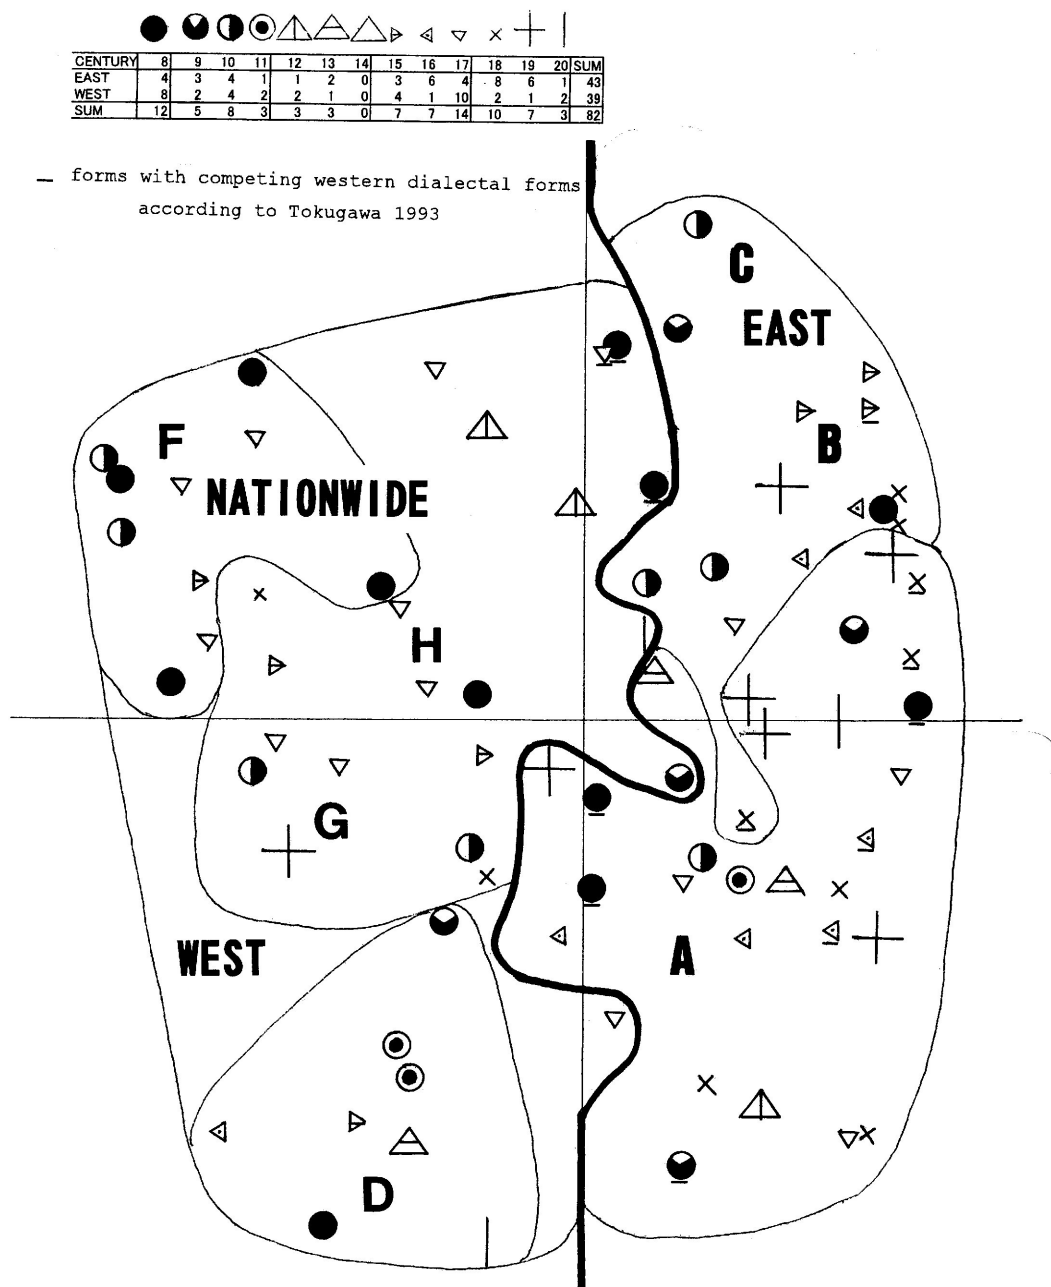 CENTURY 8 9 10 11 12 13 14 15 16 17 18 19 20 SUM
EAST 4 3 4 1 1 2 0 3 6 4 8 6 1 43
WEST 8 2 4 2 2 1 0 4 1 10 2 1 2 39
SUM 12 5 8 3 3 3 0 7 7 14 10 7 3 82
— forms with competing western dialectal forms
according to Tokugawa 1993
C
EAST
F
B
NATIONWIDE
H
G
WEST
A
D